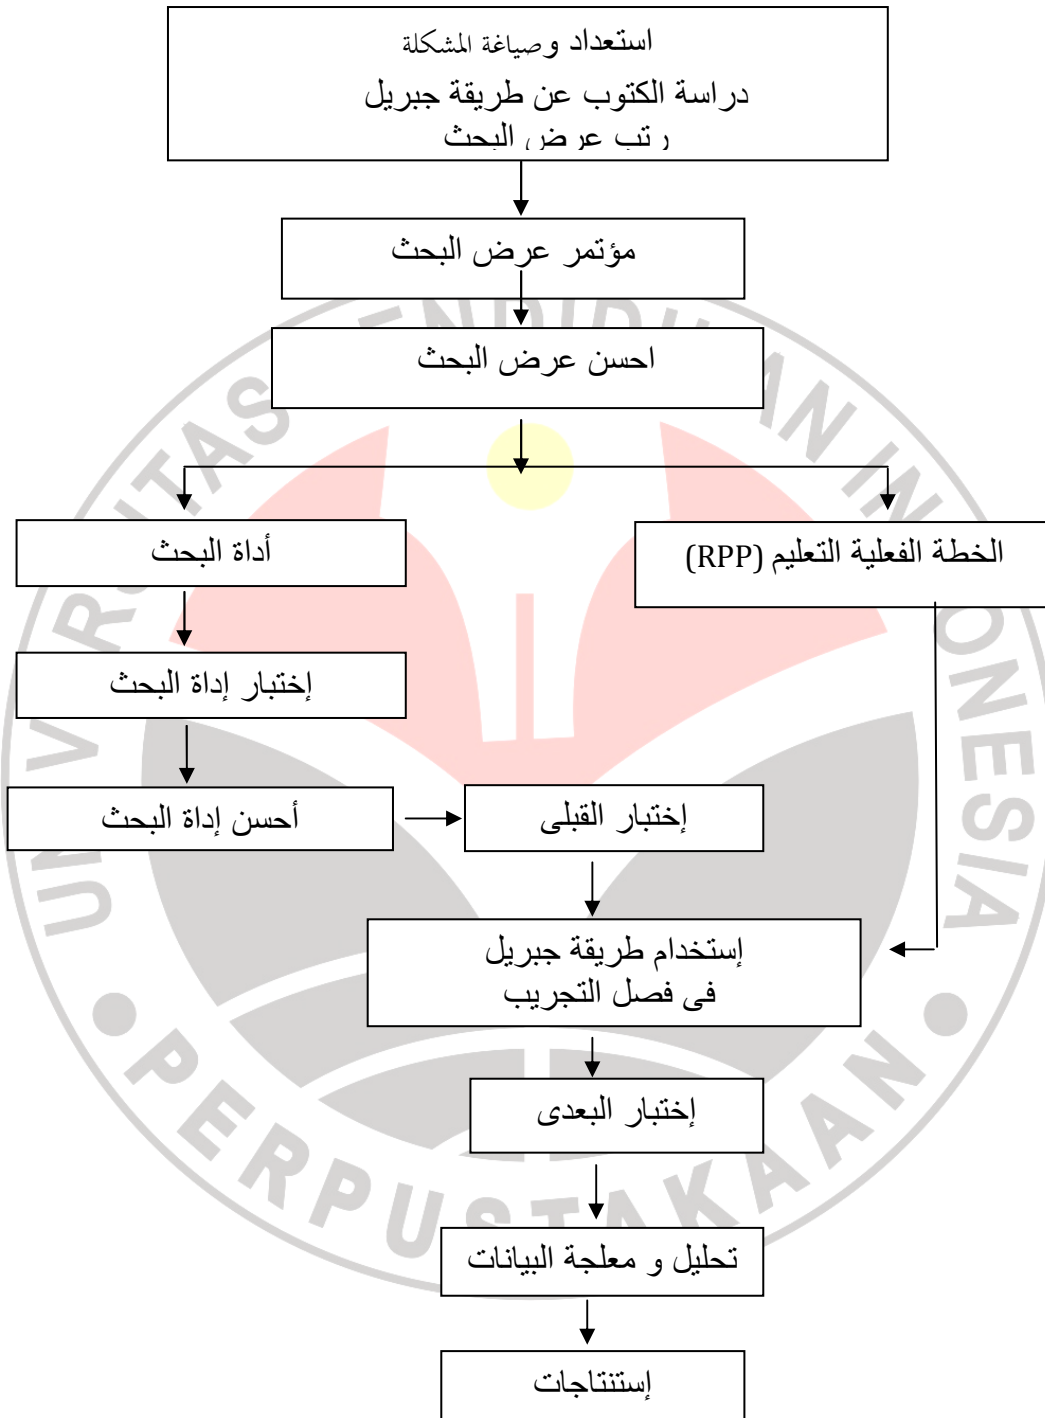 استعداد وصياغة المشكلة
دراسة الكتوب عن طريقة جبريل
رتب عرض البحث
مؤتمر عرض البحث
احسن عرض البحث
أداة البحث
الخطة الفعلية التعليم (RPP)
إختبار إداة البحث
أحسن إداة البحث
إختبار القبلى
إستخدام طريقة جبريل
فى فصل التجريب
إختبار البعدى
تحليل و معلجة البيانات
إستنتاجات
PERPUSTAKAAN